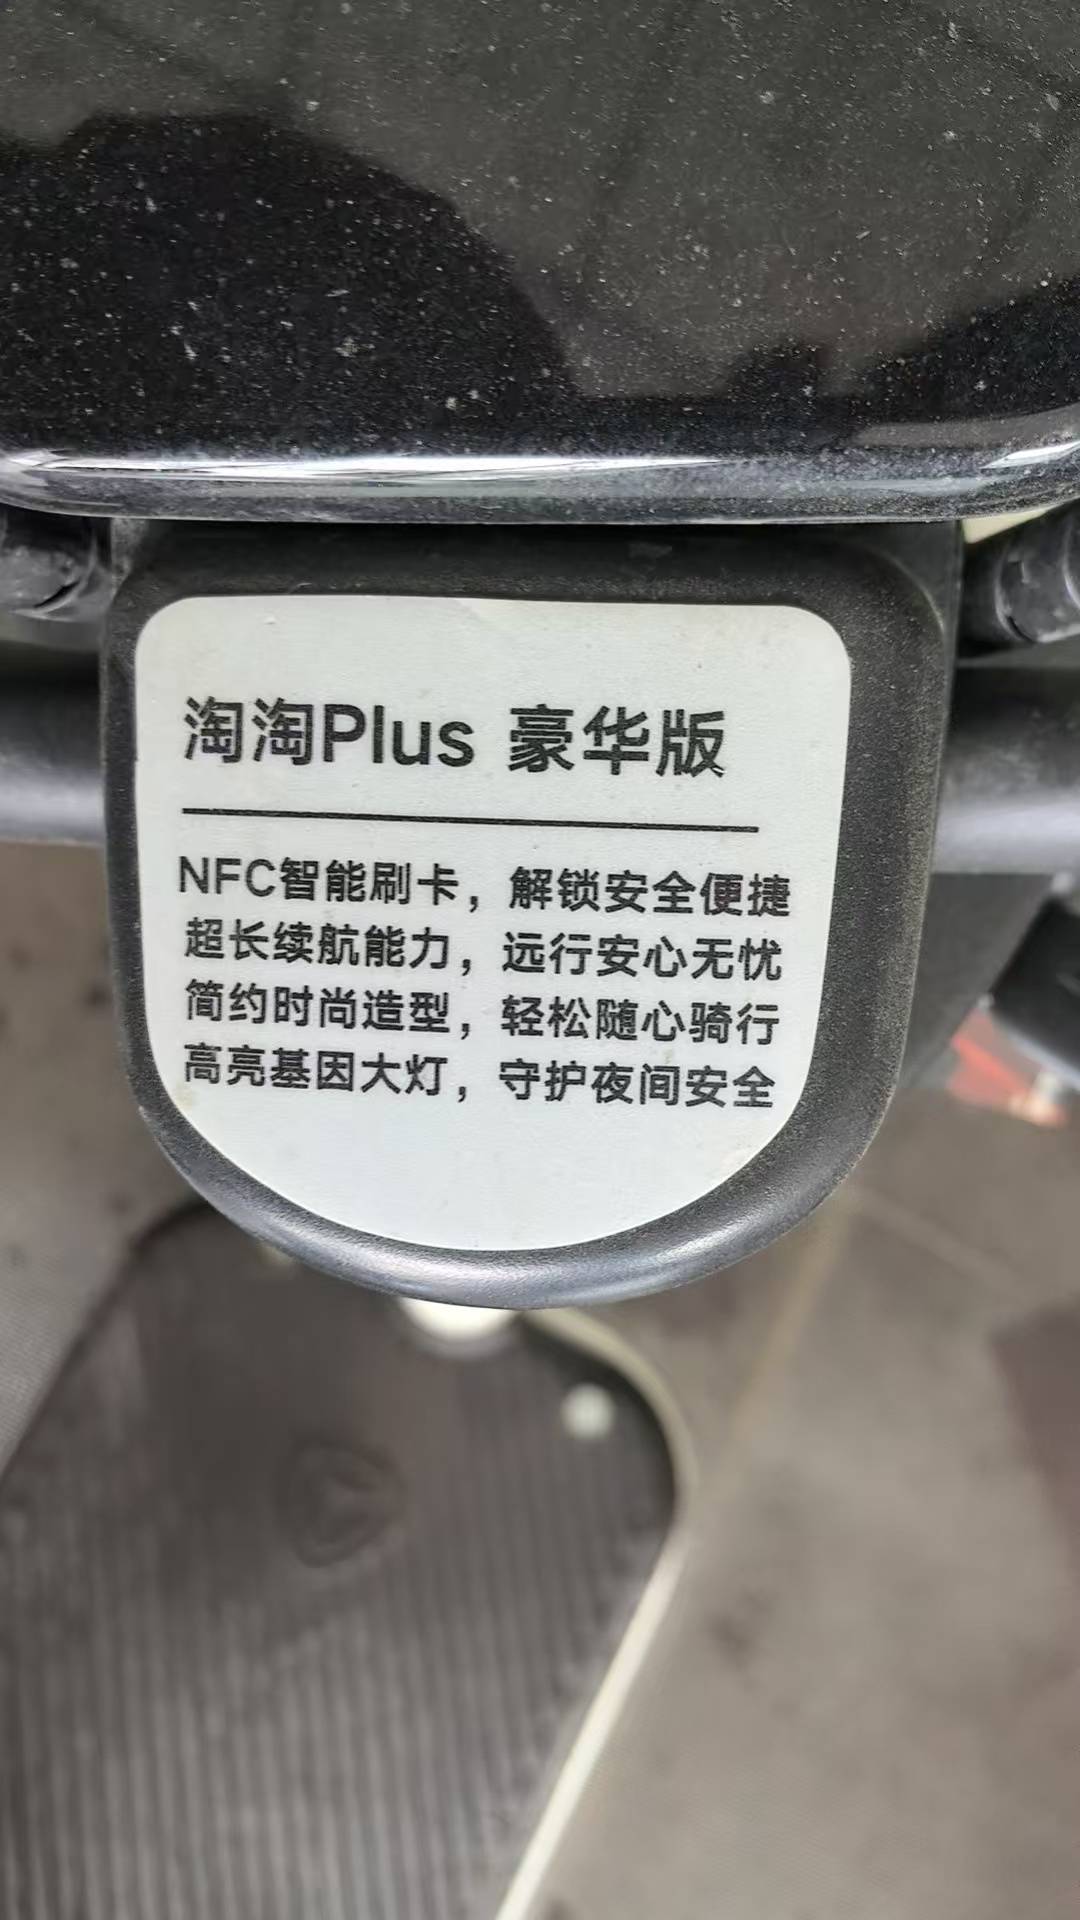 淘淘Plus 豪华版
NFC智能刷卡，解锁安全便捷
超长续航能力，远行安心无忧
简约时尚造型，轻松随心骑行
高亮基因大灯，守护夜间安全